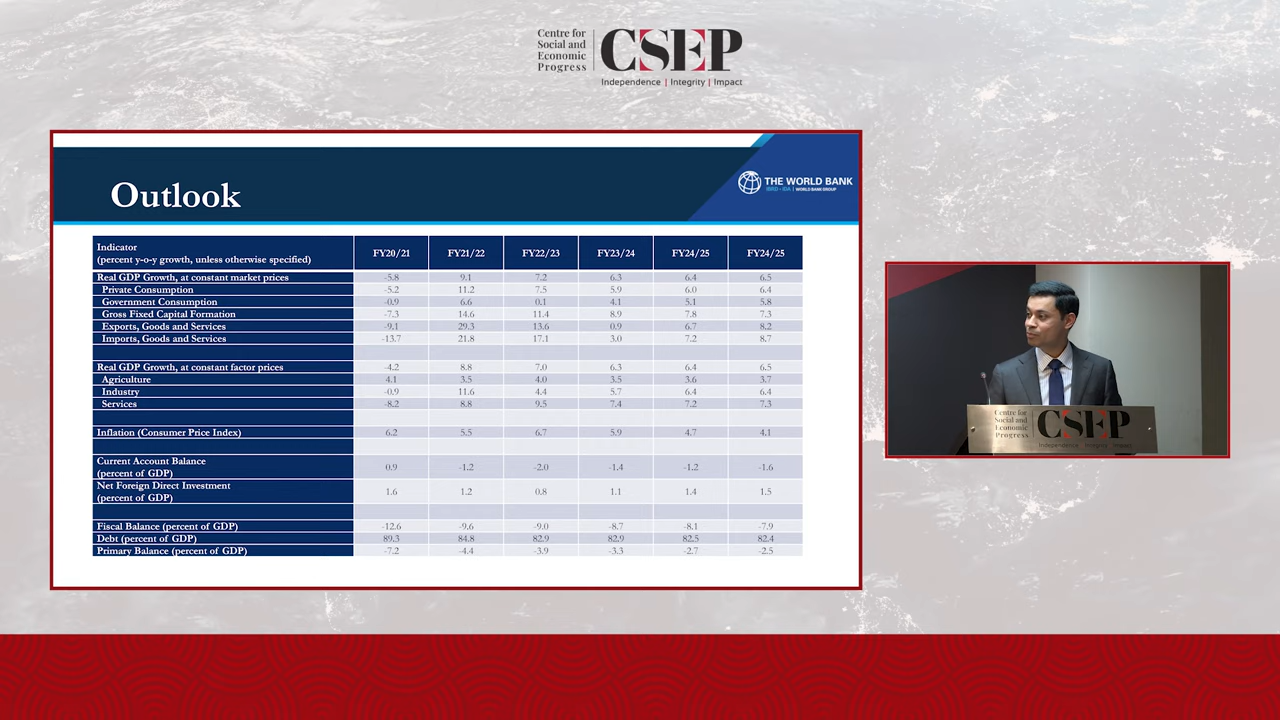 Centre for
Social and
Economic
Progress
CSEP
Independence | Integrity | Impact
Outlook
THE WORLD BANK
IBRD • IDA | WORLD BANK GROUP
Indicator
(percent y-o-y growth, unless otherwise specified) FY20/21 FY21/22 FY22/23 FY23/24 FY24/25 FY24/25
Real GDP Growth, at constant market prices -5.8 9.1 7.2 6.3 6.4 6.5
Private Consumption -5.2 11.2 7.5 5.9 6.0 6.4
Government Consumption -0.9 6.6 0.1 4.1 5.1 5.8
Gross Fixed Capital Formation -7.3 14.6 11.4 8.9 7.8 7.3
Exports, Goods and Services -9.1 29.3 13.6 0.9 6.7 8.2
Imports, Goods and Services -13.7 21.8 17.1 3.0 7.2 8.7
Real GDP Growth, at constant factor prices -4.2 8.8 7.0 6.3 6.4 6.5
Agriculture 4.1 3.5 4.0 3.5 3.6 3.7
Industry -0.9 11.6 4.4 5.7 6.4 6.4
Services -8.2 8.8 9.5 7.4 7.2 7.3
Inflation (Consumer Price Index) 6.2 5.5 6.7 5.9 4.7 4.1
Current Account Balance
(percent of GDP) 0.9 -1.2 -2.0 -1.4 -1.2 -1.6
Net Foreign Direct Investment
(percent of GDP) 1.6 1.2 0.8 1.1 1.4 1.5
Fiscal Balance (percent of GDP) -12.6 -9.6 -9.0 -8.7 -8.1 -7.9
Debt (percent of GDP) 89.3 84.8 82.9 82.9 82.5 82.4
Primary Balance (percent of GDP) -7.2 -4.4 -3.9 -3.3 -2.7 -2.5
Centre for
Social and
Economic
Progress
CSEP
Independence | Integrity | Impact